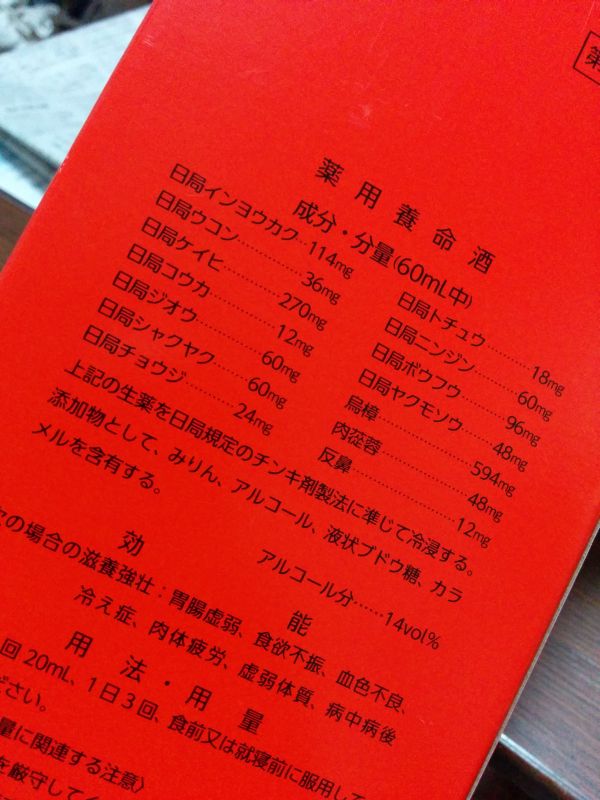 第
薬用養命酒
成分・分量(60mL中)
日局インヨウカク‥114mg
日局ウコン…………36mg
日局ケイヒ…………270mg
日局コウカ…………12mg
日局ジオウ…………60mg
日局シャクヤク……60mg
日局チョウジ………24mg
日局トチュウ………18mg
日局ニンジン………60mg
日局ボウフウ………96mg
日局ヤクモソウ……48mg
烏樟…………………594mg
肉蓯蓉………………48mg
反鼻…………………12mg
上記の生薬を日局規定のチンキ剤製法に準じて冷浸する。
添加物として、みりん、アルコール、液状ブドウ糖、カラ
メルを含有する。
アルコール分……14vol%
効能
次の場合の滋養強壮:胃腸虚弱、食欲不振、血色不良、
冷え症、肉体疲労、虚弱体質、病中病後
用法・用量
回20mL、1日3回、食前又は就寝前に服用して
ださい。
量に関連する注意〉
を厳守してく